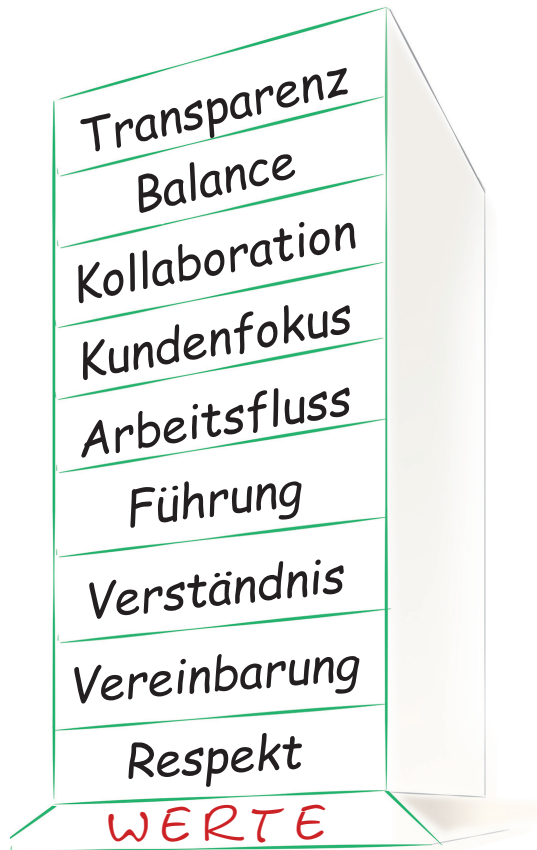 Transparenz
Balance
Kollaboration
Kundenfokus
Arbeitsfluss
Führung
Verständnis
Vereinbarung
Respekt
WERTE